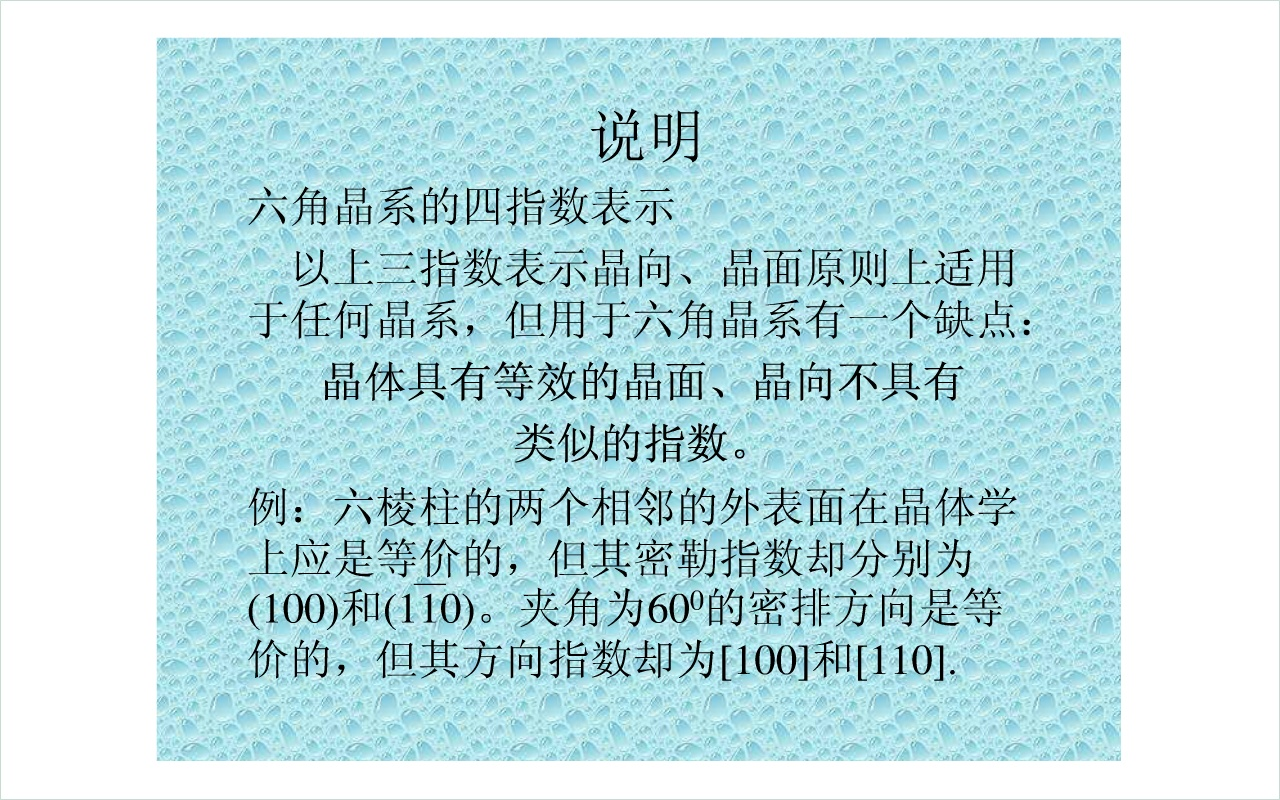 说明
六角晶系的四指数表示
以上三指数表示晶向、晶面原则上适用
于任何晶系，但用于六角晶系有一个缺点：
晶体具有等效的晶面、晶向不具有
类似的指数。
例：六棱柱的两个相邻的外表面在晶体学
上应是等价的，但其密勒指数却分别为
(100)和(11̅0)。夹角为60⁰的密排方向是等
价的，但其方向指数却为[100]和[110].